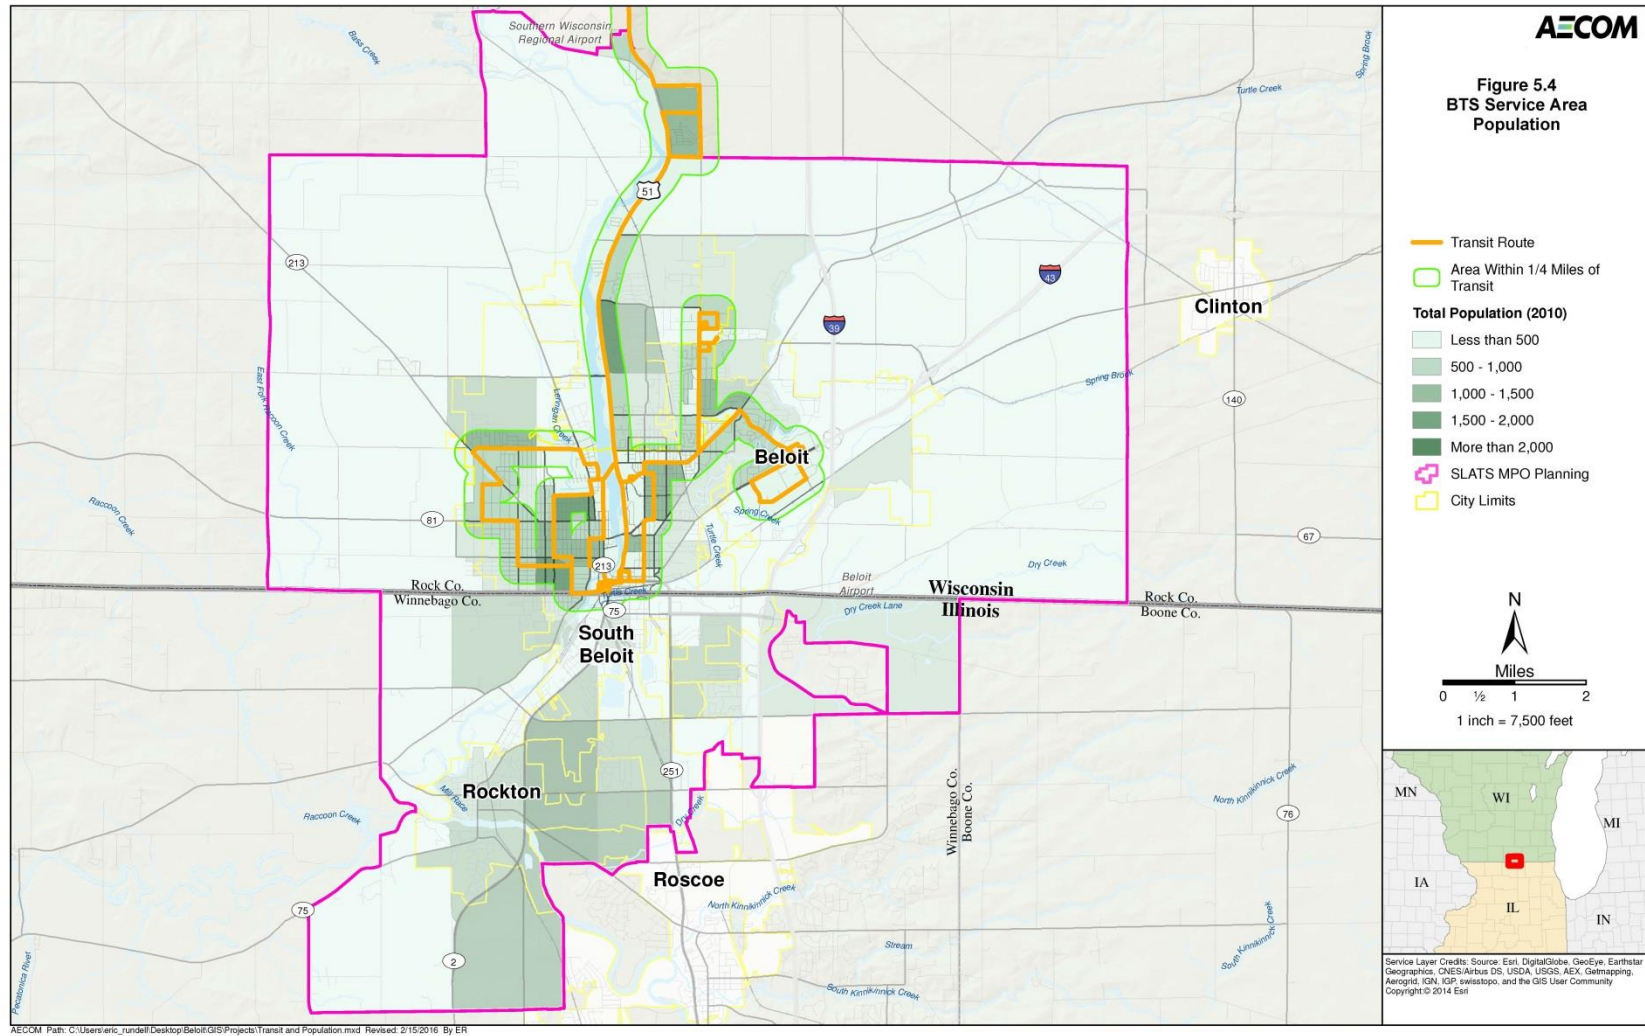 Southern Wisconsin
Regional Airport
Bass Creek
Spring Brook
Turtle Creek
51
213
43
39
Clinton
East Fork Raccoon Creek
Lenigan Creek
Spring Brook
140
Beloit
Raccoon Creek
81
Spring Creek
Turtle Creek
67
213
Dry Creek
Beloit
Airport
Wisconsin
Illinois
Rock Co.
Winnebago Co.
Rock Co.
Boone Co.
Turtle Creek
Dry Creek Lane
75
South
Beloit
251
Rockton
Mill Race
Dry Creek
Raccoon Creek
Winnebago Co.
Boone Co.
North Kinnikinnick Creek
76
Roscoe
North Kinnikinnick Creek
75
Stream
South Kinnikinnick Creek
2
Pecatonica River
South Kinnikinnick Creek
AECOM
Figure 5.4
BTS Service Area
Population
Transit Route
Area Within 1/4 Miles of
Transit
Total Population (2010)
Less than 500
500 - 1,000
1,000 - 1,500
1,500 - 2,000
More than 2,000
SLATS MPO Planning
City Limits
N
Miles
0 ½ 1 2
1 inch = 7,500 feet
MN
WI
MI
IA
IL
IN
Service Layer Credits: Source: Esri, DigitalGlobe, GeoEye, Earthstar
Geographics, CNES/Airbus DS, USDA, USGS, AEX, Getmapping,
Aerogrid, IGN, IGP, swisstopo, and the GIS User Community
Copyright:© 2014 Esri
AECOM Path: C:\Users\eric_rundell\Desktop\Beloit\GIS\Projects\Transit and Population.mxd Revised: 2/15/2016 By ER